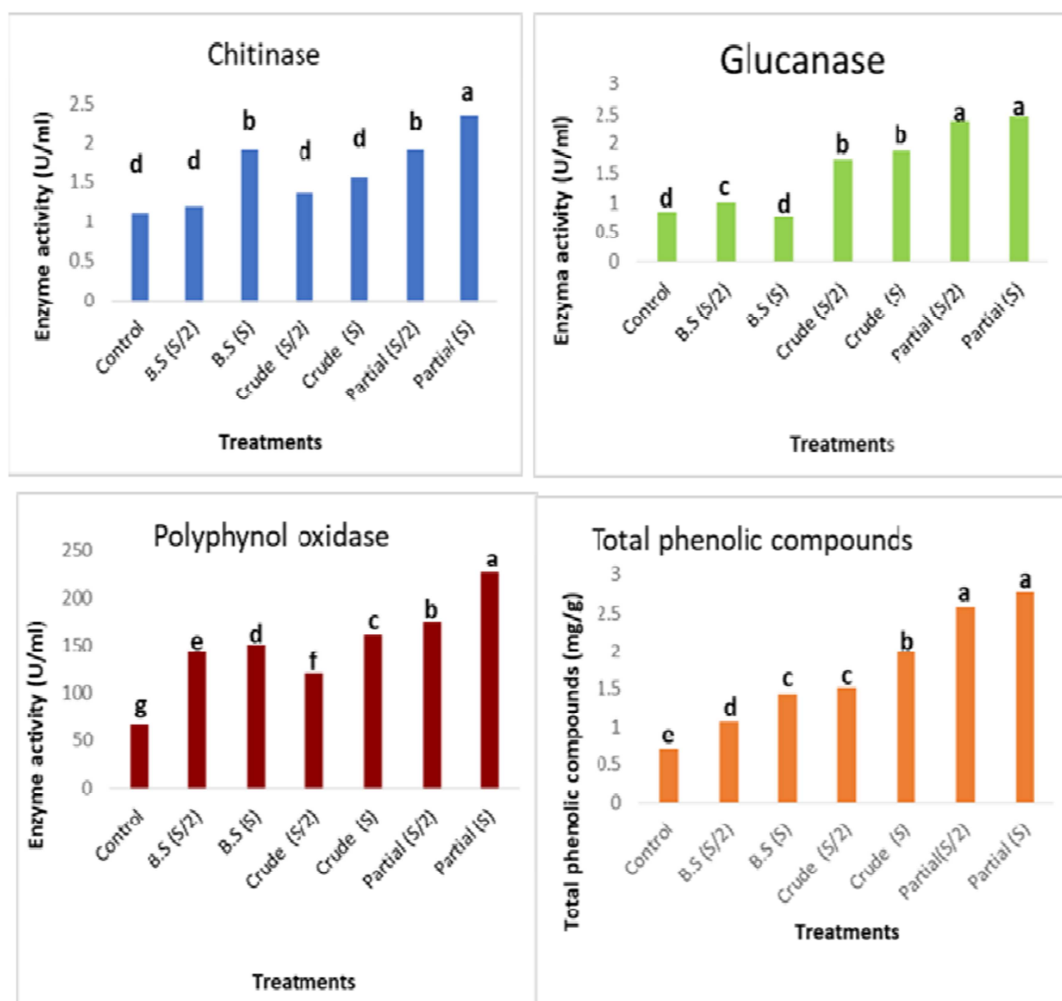 Chitinase
Enzyme activity (U/ml)
2.5
2
1.5
1
0.5
0
d
d
b
d
d
b
a
Control
B.S (S/2)
B.S (S)
Crude (S/2)
Crude (S)
Partial (S/2)
Partial (S)
Treatments
Glucanase
Enzyma activity (U/ml)
3
2.5
2
1.5
1
0.5
0
d
c
d
b
b
a
a
Control
B.S (S/2)
B.S (S)
Crude (S/2)
Crude (S)
Partial (S/2)
Partial (S)
Treatments
Polyphynol oxidase
Enzyme activity (U/ml)
250
200
150
100
50
0
g
e
d
f
c
b
a
Control
B.S (S/2)
B.S (S)
Crude (S/2)
Crude (S)
Partial (S/2)
Partial (S)
Treatments
Total phenolic compounds
Total phenolic compounds (mg/g)
3
2.5
2
1.5
1
0.5
0
e
d
c
c
b
a
a
Control
B.S (S/2)
B.S (S)
Crude (S/2)
Crude (S)
Partial(S/2)
Partial (S)
Treatments